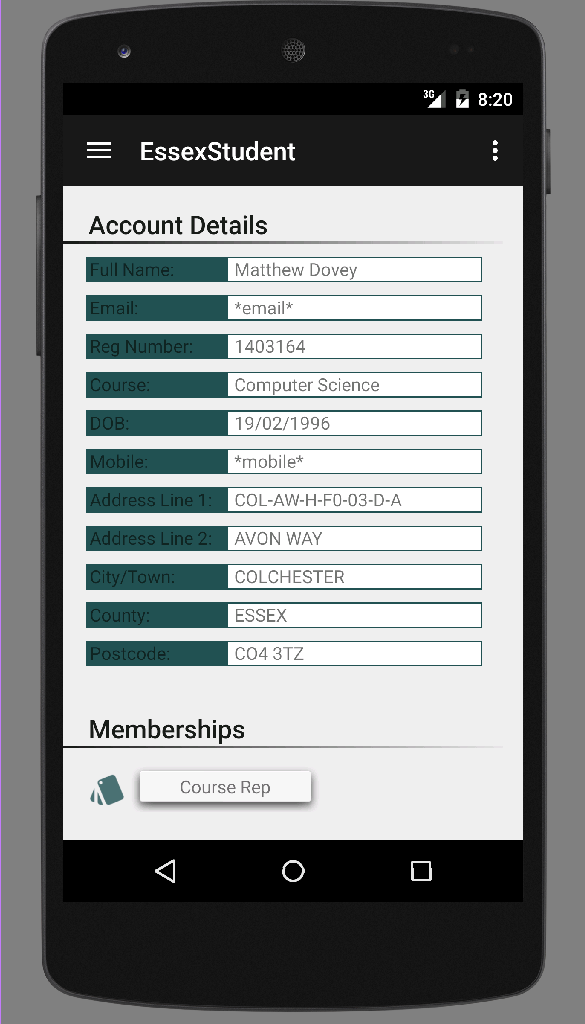 3G 8:20
EssexStudent
Account Details
Full Name: Matthew Dovey
Email: *email*
Reg Number: 1403164
Course: Computer Science
DOB: 19/02/1996
Mobile: *mobile*
Address Line 1: COL-AW-H-F0-03-D-A
Address Line 2: AVON WAY
City/Town: COLCHESTER
County: ESSEX
Postcode: CO4 3TZ
Memberships
Course Rep